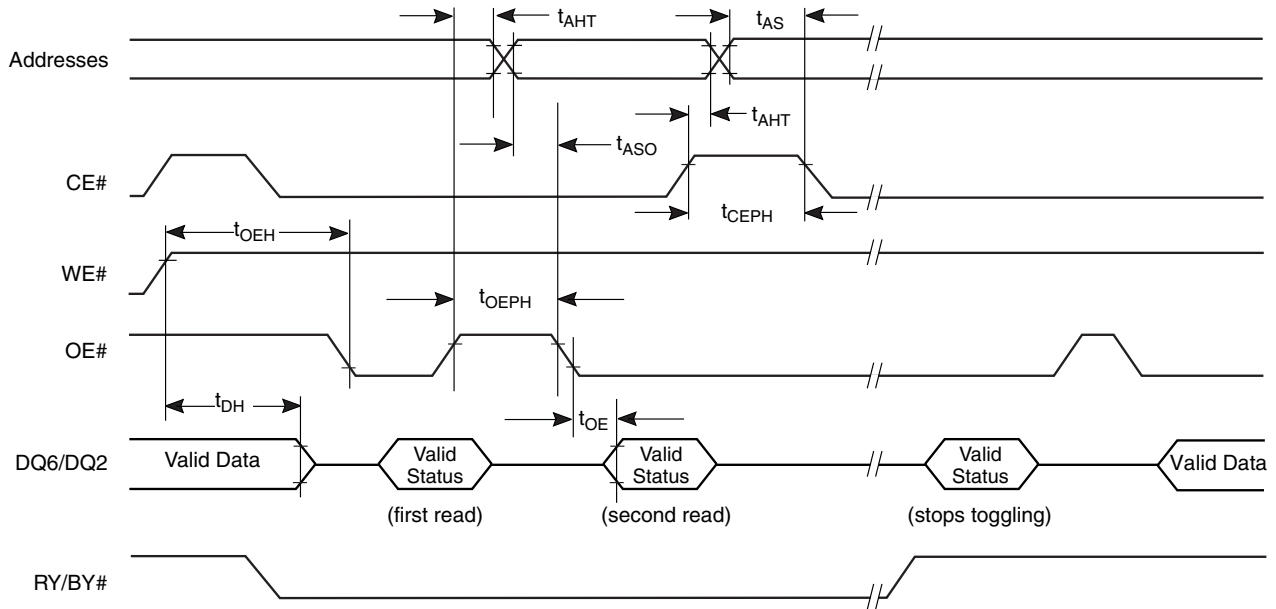 tAHT
tAS
Addresses
tAHT
tASO
CE#
tCEPH
tOEH
WE#
tOEPH
OE#
tDH
tOE
DQ6/DQ2
Valid Data
Valid
Status
Valid
Status
Valid
Status
Valid Data
(first read)
(second read)
(stops toggling)
RY/BY#